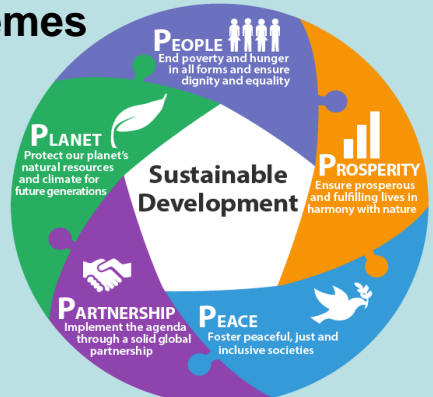 emes
PEOPLE
End poverty and hunger
in all forms and ensure
dignity and equality
PROSPERITY
Ensure prosperous
and fulfilling lives in
harmony with nature
PEACE
Foster peaceful, just and
inclusive societies
PARTNERSHIP
Implement the agenda
through a solid global
partnership
PLANET
Protect our planet's
natural resources
and climate for
future generations
Sustainable
Development